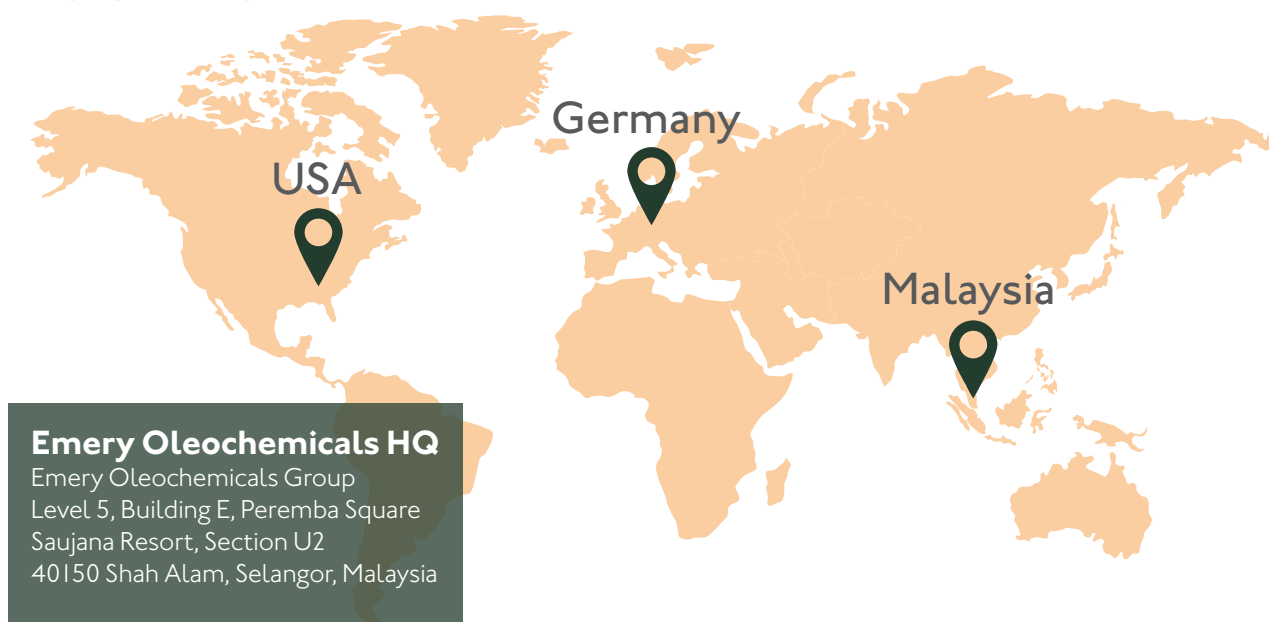 Germany
USA
Malaysia
Emery Oleochemicals HQ
Emery Oleochemicals Group
Level 5, Building E, Peremba Square
Saujana Resort, Section U2
40150 Shah Alam, Selangor, Malaysia